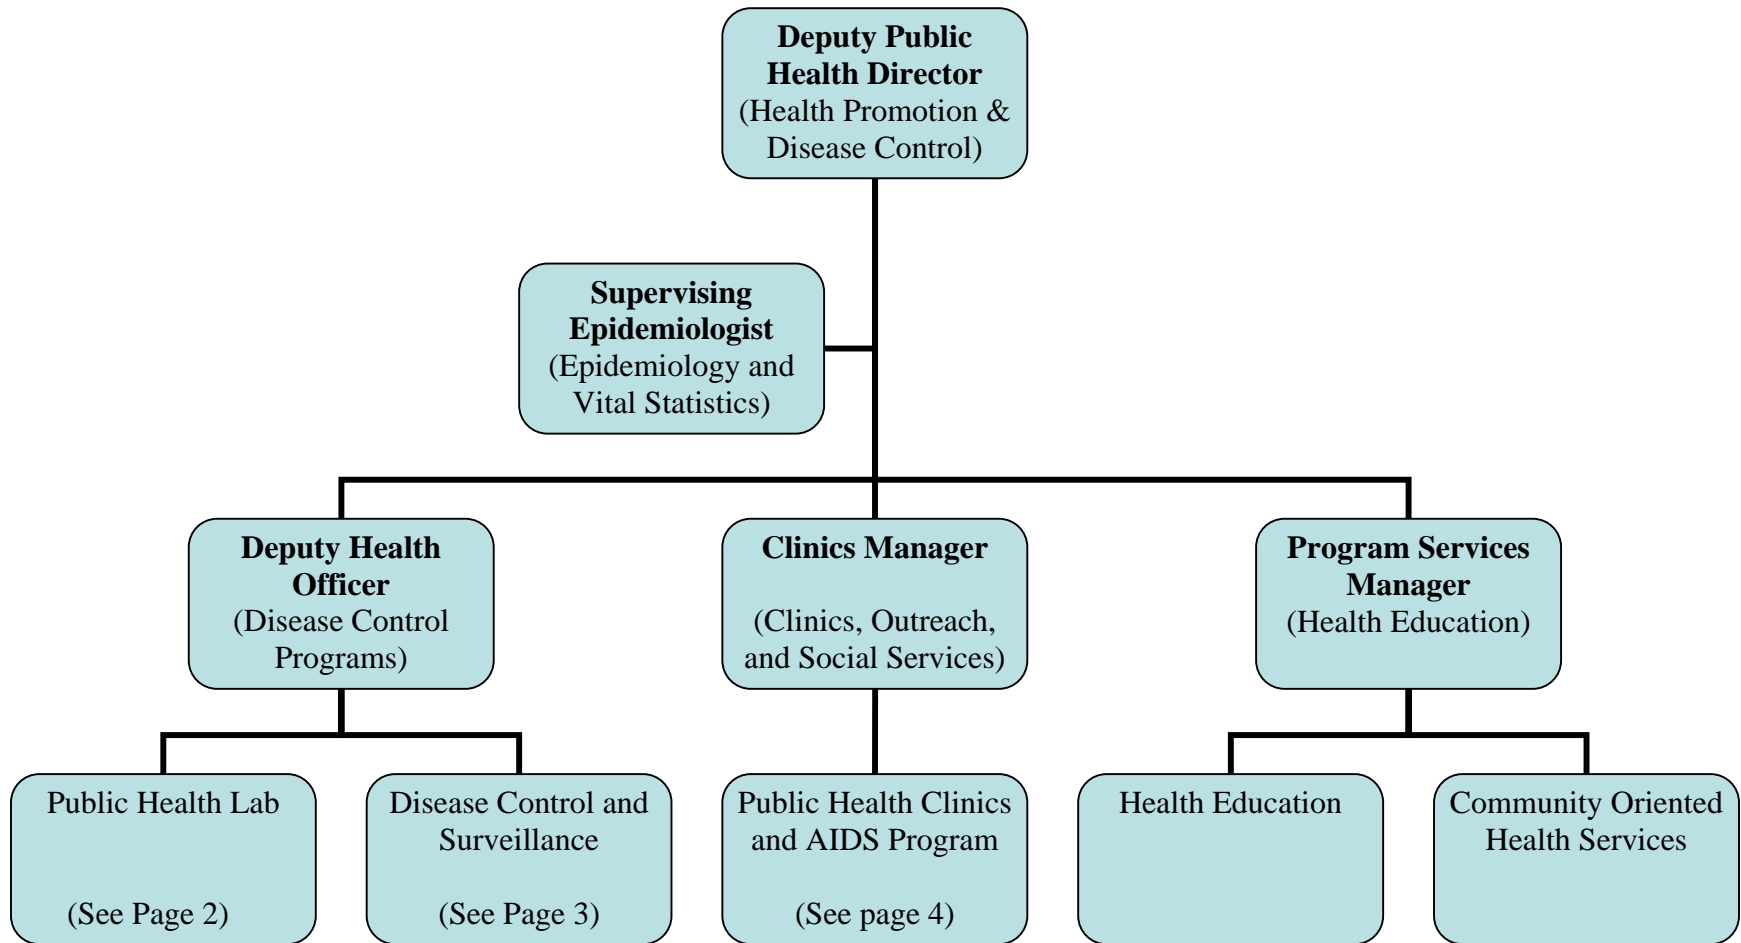 Deputy Public
Health Director
(Health Promotion &
Disease Control)
Supervising
Epidemiologist
(Epidemiology and
Vital Statistics)
Deputy Health
Officer
(Disease Control
Programs)
Clinics Manager
(Clinics, Outreach,
and Social Services)
Program Services
Manager
(Health Education)
Public Health Lab
(See Page 2)
Disease Control and
Surveillance
(See Page 3)
Public Health Clinics
and AIDS Program
(See page 4)
Health Education
Community Oriented
Health Services